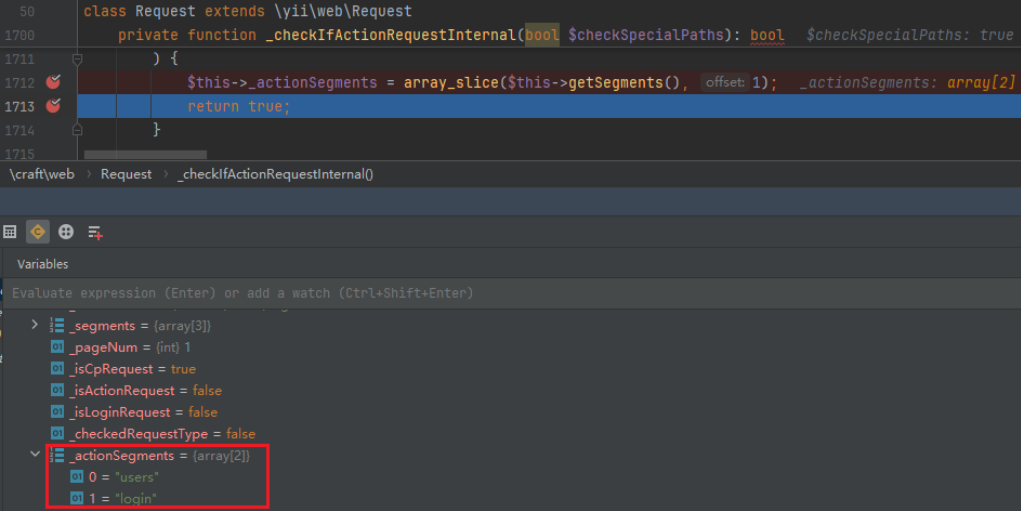 50 class Request extends \yii\web\Request
1700 private function _checkIfActionRequestInternal(bool $checkSpecialPaths): bool $checkSpecialPaths: true
1711 ) {
1712 $this->_actionSegments = array_slice($this->getSegments(), offset: 1); _actionSegments: array[2]
1713 return true;
1714 }
1715
\craft\web › Request › _checkIfActionRequestInternal()
Variables
Evaluate expression (Enter) or add a watch (Ctrl+Shift+Enter)
_segments = {array[3]}
_pageNum = {int} 1
_isCpRequest = true
_isActionRequest = false
_isLoginRequest = false
_checkedRequestType = false
_actionSegments = {array[2]}
0 = "users"
1 = "login"